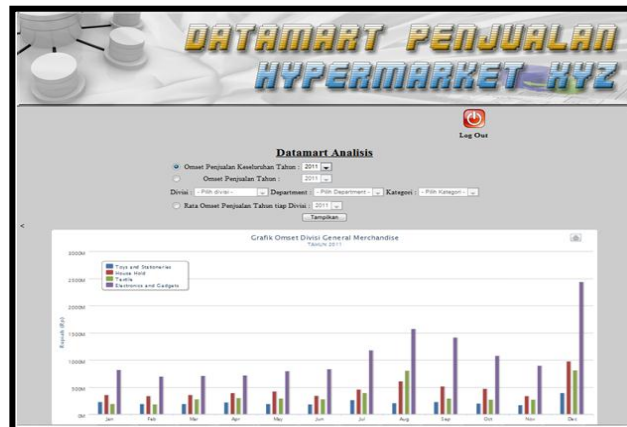 DATAMART PENJUALAN
HYPERMARKET XYZ
Log Out
Datamart Analisis
Omset Penjualan Keseluruhan Tahun : 2011
Omset Penjualan Tahun : 2011
Divisi : - Pilih divisi - Department : - Pilih Department - Kategori : - Pilih Kategori -
Rata Omset Penjualan Tahun tiap Divisi : 2011
Tampilkan
<
Grafik Omset Divisi General Merchandise
TAHUN 2011
Toys and Stationeries
House Hold
Textile
Electronics and Gadgets
Rupiah (Rp)
3000M
2500M
2000M
1500M
1000M
500M
0M
Jan Feb Mar Apr May Jun Jul Aug Sep Oct Nov Dec